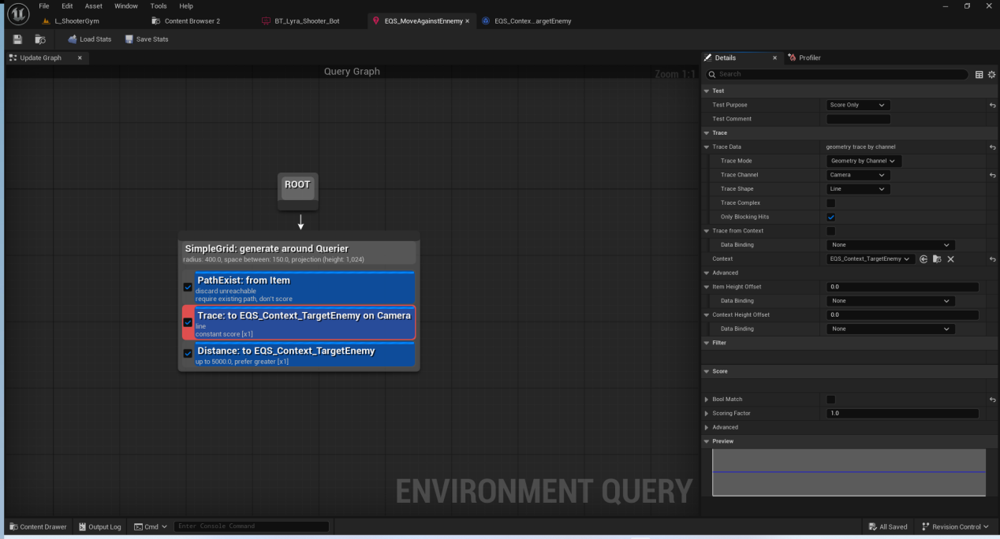 File Edit Asset Window Tools Help
L_ShooterGym Content Browser 2 BT_Lyra_Shooter_Bot EQS_MoveAgainstEnnemy EQS_Contex...argetEnemy
Load Stats Save Stats
Update Graph
Query Graph
Zoom 1:1
ROOT
SimpleGrid: generate around Querier
radius: 400.0, space between: 150.0, projection (height: 1,024)
PathExist: from Item
discard unreachable
require existing path, don't score
Trace: to EQS_Context_TargetEnemy on Camera
line
constant score [x1]
Distance: to EQS_Context_TargetEnemy
up to 5000.0, prefer greater [x1]
ENVIRONMENT QUERY
Details Profiler
Search
Test
Test Purpose Score Only
Test Comment
Trace
Trace Data geometry trace by channel
Trace Mode Geometry by Channel
Trace Channel Camera
Trace Shape Line
Trace Complex
Only Blocking Hits
Trace from Context
Data Binding None
Context EQS_Context_TargetEnemy
Advanced
Item Height Offset 0.0
Data Binding None
Context Height Offset 0.0
Data Binding None
Filter
Score
Bool Match
Scoring Factor 1.0
Advanced
Preview
Content Drawer Output Log Cmd Enter Console Command All Saved Revision Control